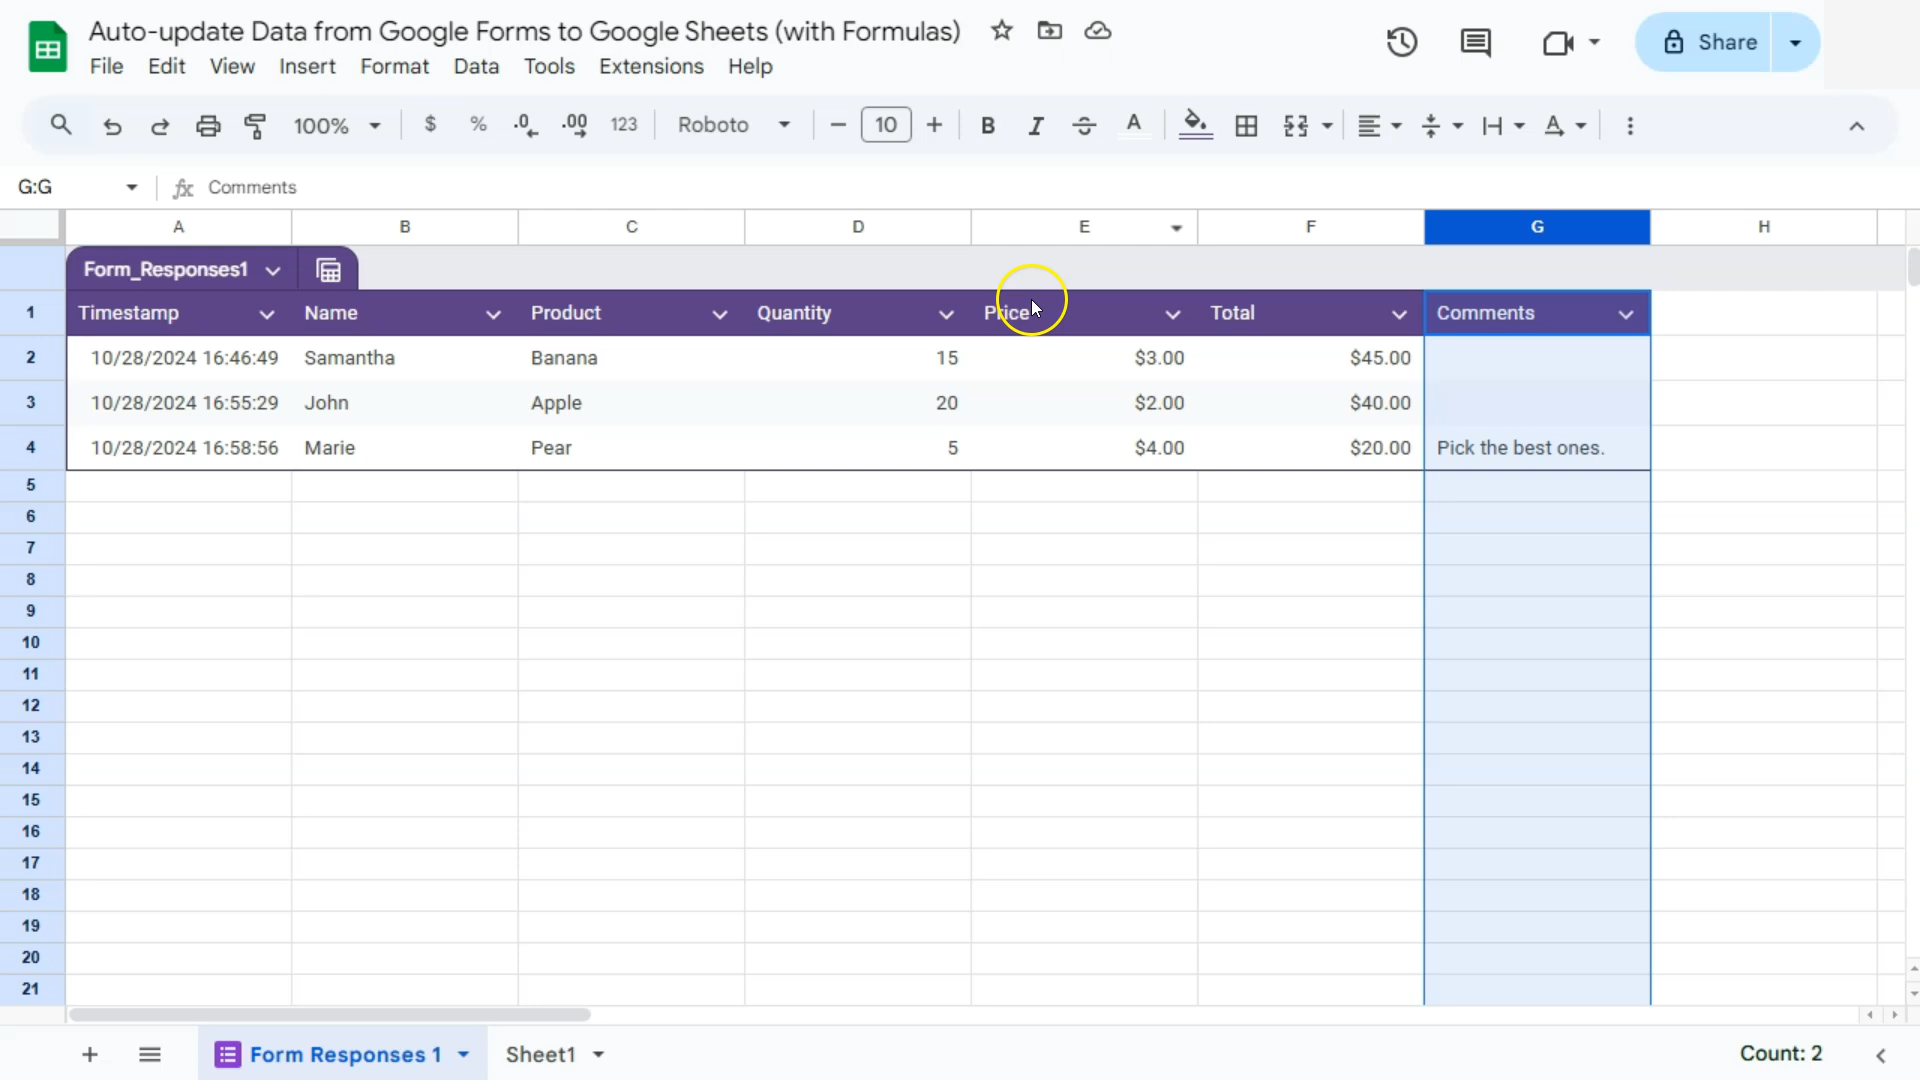 Auto-update Data from Google Forms to Google Sheets (with Formulas)
Share
File Edit View Insert Format Data Tools Extensions Help
100% $ % .0 .00 123 Roboto 10 B I S A
G:G fx Comments
A B C D E F G H
Form_Responses1
1 Timestamp Name Product Quantity Price Total Comments
2 10/28/2024 16:46:49 Samantha Banana 15 $3.00 $45.00
3 10/28/2024 16:55:29 John Apple 20 $2.00 $40.00
4 10/28/2024 16:58:56 Marie Pear 5 $4.00 $20.00 Pick the best ones.
5
6
7
8
9
10
11
12
13
14
15
16
17
18
19
20
21
Form Responses 1 Sheet1 Count: 2